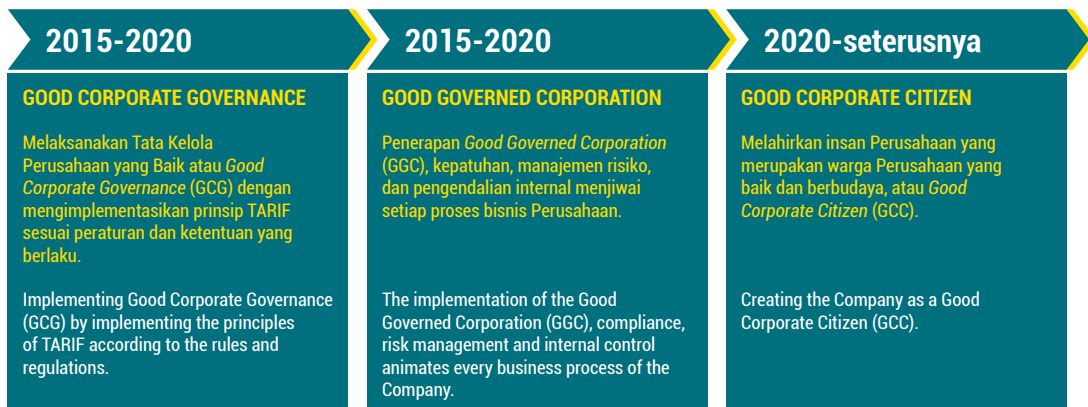 2015-2020
GOOD CORPORATE GOVERNANCE
Melaksanakan Tata Kelola
Perusahaan yang Baik atau Good
Corporate Governance (GCG) dengan
mengimplementasikan prinsip TARIF
sesuai peraturan dan ketentuan yang
berlaku.
Implementing Good Corporate Governance
(GCG) by implementing the principles
of TARIF according to the rules and
regulations.
2015-2020
GOOD GOVERNED CORPORATION
Penerapan Good Governed Corporation
(GGC), kepatuhan, manajemen risiko,
dan pengendalian internal menjiwai
setiap proses bisnis Perusahaan.
The implementation of the Good
Governed Corporation (GGC), compliance,
risk management and internal control
animates every business process of the
Company.
2020-seterusnya
GOOD CORPORATE CITIZEN
Melahirkan insan Perusahaan yang
merupakan warga Perusahaan yang
baik dan berbudaya, atau Good
Corporate Citizen (GCC).
Creating the Company as a Good
Corporate Citizen (GCC).